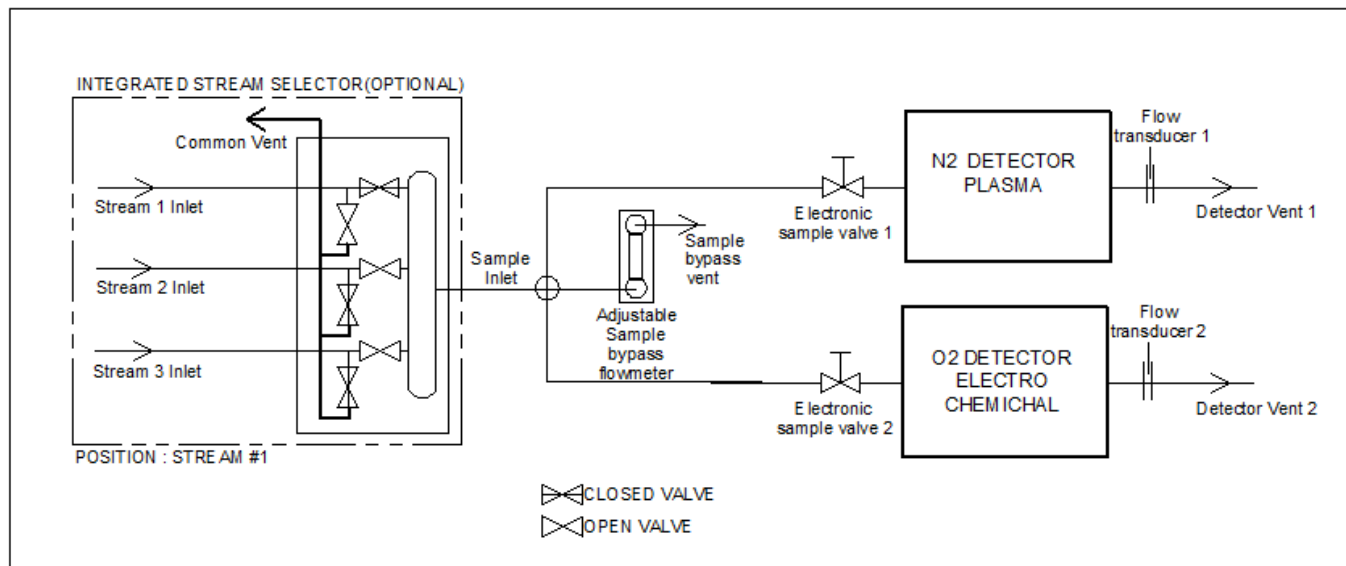 INTEGRATED STREAM SELECTOR(OPTIONAL)
Common Vent
Stream 1 Inlet
Stream 2 Inlet
Stream 3 Inlet
POSITION : STREAM #1
Sample
Inlet
Sample
bypass
vent
Adjustable
Sample
bypass
flowmeter
Electronic
sample valve 1
N2 DETECTOR
PLASMA
Flow
transducer 1
Detector Vent 1
Electronic
sample valve 2
O2 DETECTOR
ELECTRO
CHEMICHAL
Flow
transducer 2
Detector Vent 2
CLOSED VALVE
OPEN VALVE